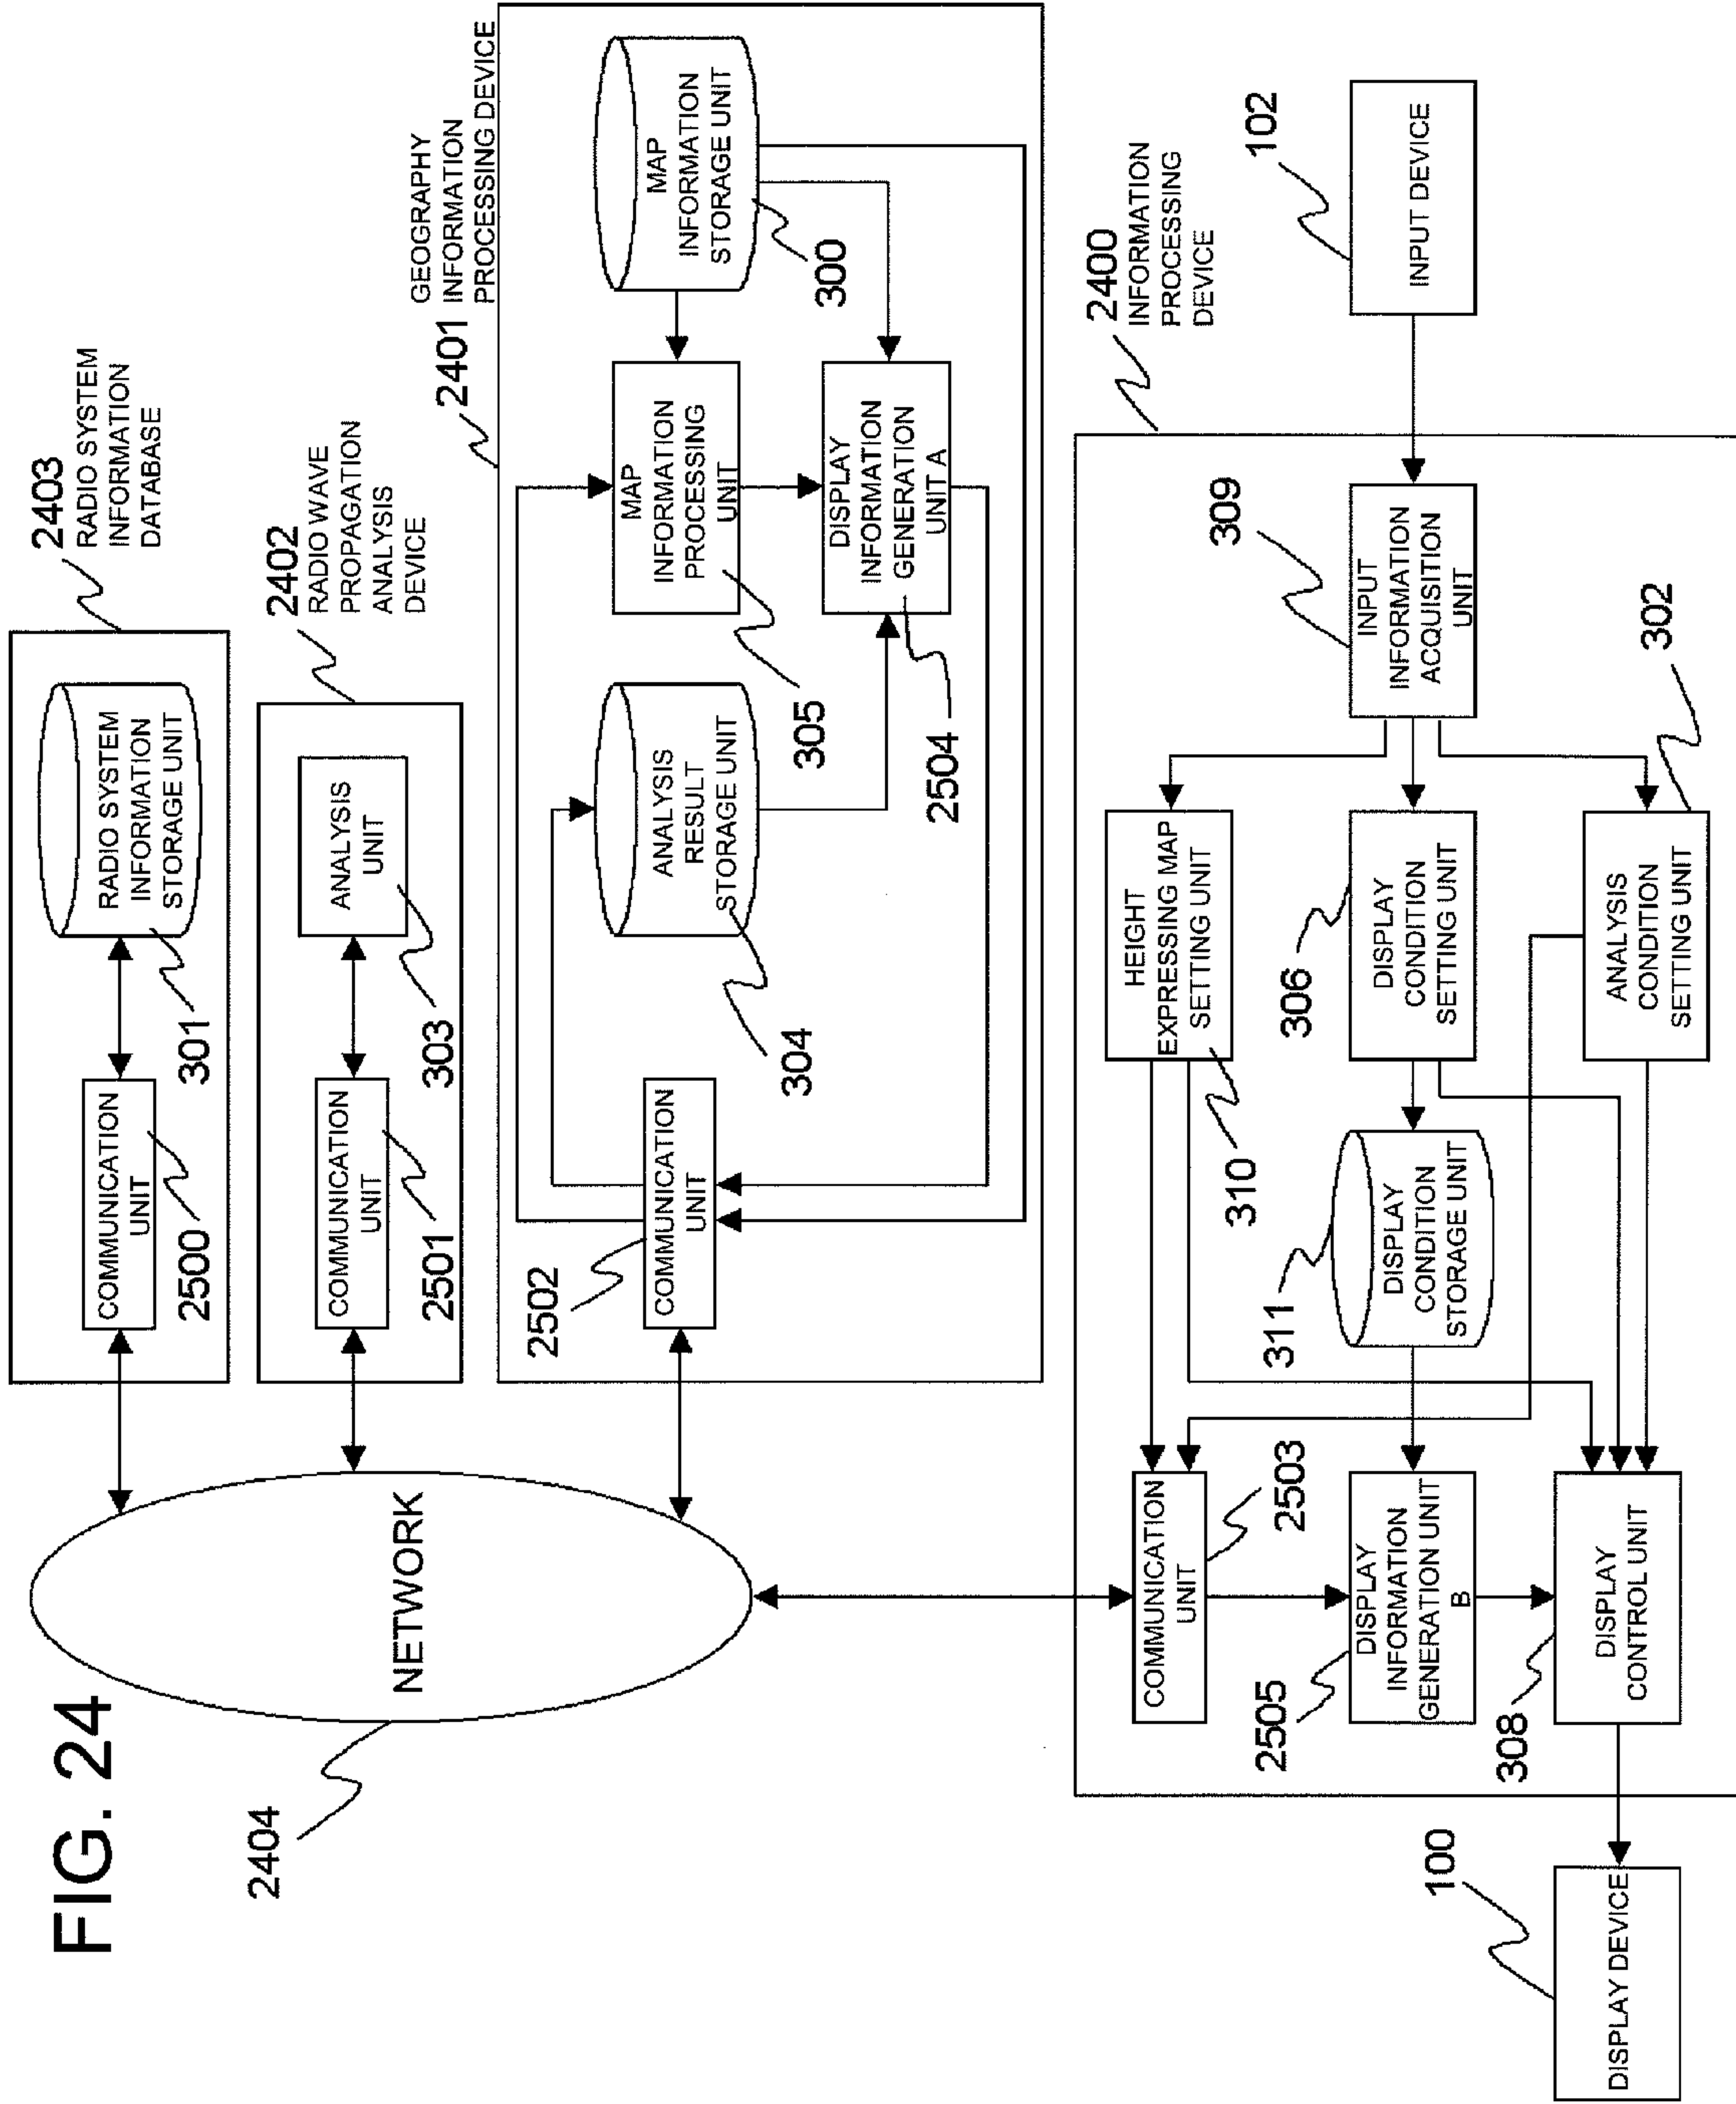 FIG. 24
2404
NETWORK
2403
RADIO SYSTEM
INFORMATION
DATABASE
COMMUNICATION
UNIT
2500
RADIO SYSTEM
INFORMATION
STORAGE UNIT
301
2402
RADIO WAVE
PROPAGATION
ANALYSIS
DEVICE
COMMUNICATION
UNIT
2501
ANALYSIS
UNIT
303
2401
GEOGRAPHY
INFORMATION
PROCESSING DEVICE
2502
COMMUNICATION
UNIT
ANALYSIS
RESULT
STORAGE UNIT
304
MAP
INFORMATION
PROCESSING
UNIT
305
MAP
INFORMATION
STORAGE UNIT
300
DISPLAY
INFORMATION
GENERATION
UNIT A
2504
2400
INFORMATION
PROCESSING
DEVICE
COMMUNICATION
UNIT
2503
HEIGHT
EXPRESSING MAP
SETTING UNIT
310
309
INPUT
INFORMATION
ACQUISITION
UNIT
102
INPUT DEVICE
2505
DISPLAY
INFORMATION
GENERATION UNIT
B
311
DISPLAY
CONDITION
STORAGE UNIT
306
DISPLAY
CONDITION
SETTING UNIT
302
ANALYSIS
CONDITION
SETTING UNIT
308
DISPLAY
CONTROL UNIT
100
DISPLAY DEVICE